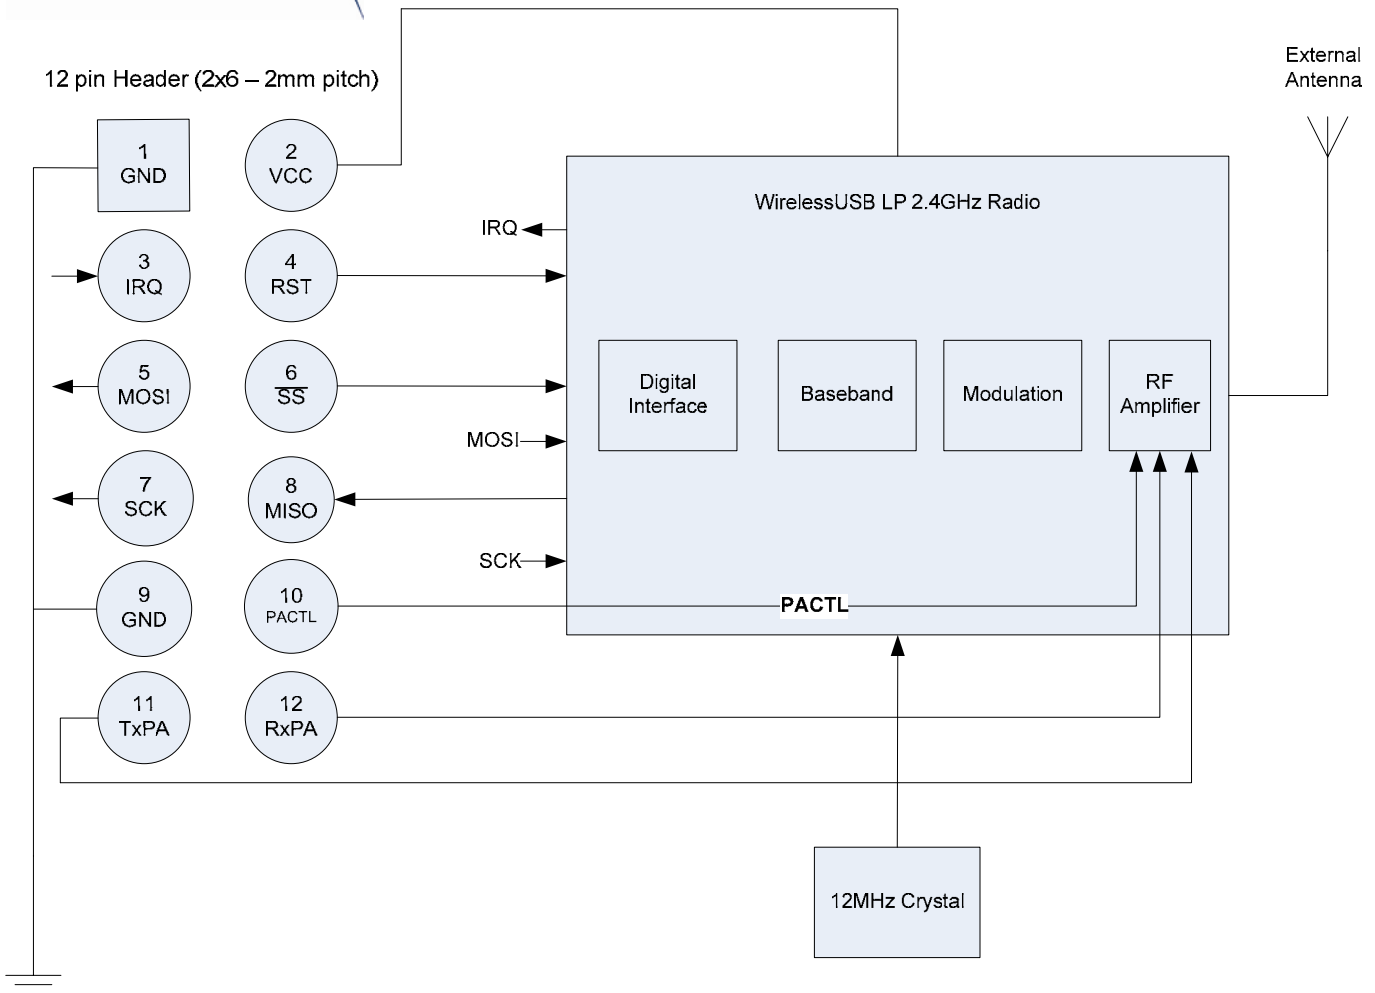 External
Antenna
12 pin Header (2x6 – 2mm pitch)
1
GND
2
VCC
WirelessUSB LP 2.4GHz Radio
IRQ
3
IRQ
4
RST
5
MOSI
6
SS
Digital
Interface
Baseband
Modulation
RF
Amplifier
MOSI
7
SCK
8
MISO
SCK
9
GND
10
PACTL
PACTL
11
TxPA
12
RxPA
12MHz Crystal